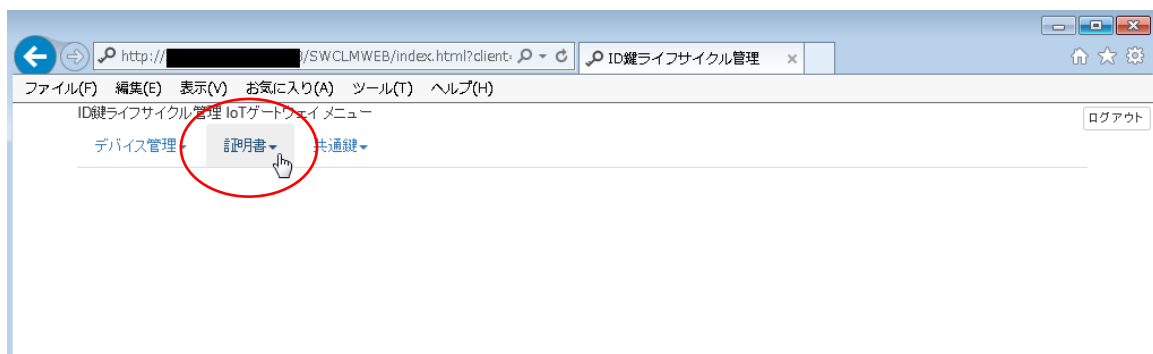 http:// /SWCLMWEB/index.html?client: ID鍵ライフサイクル管理
ファイル(F) 編集(E) 表示(V) お気に入り(A) ツール(T) ヘルプ(H)
ID鍵ライフサイクル管理 IoTゲートウェイ メニュー ログアウト
デバイス管理 証明書 共通鍵